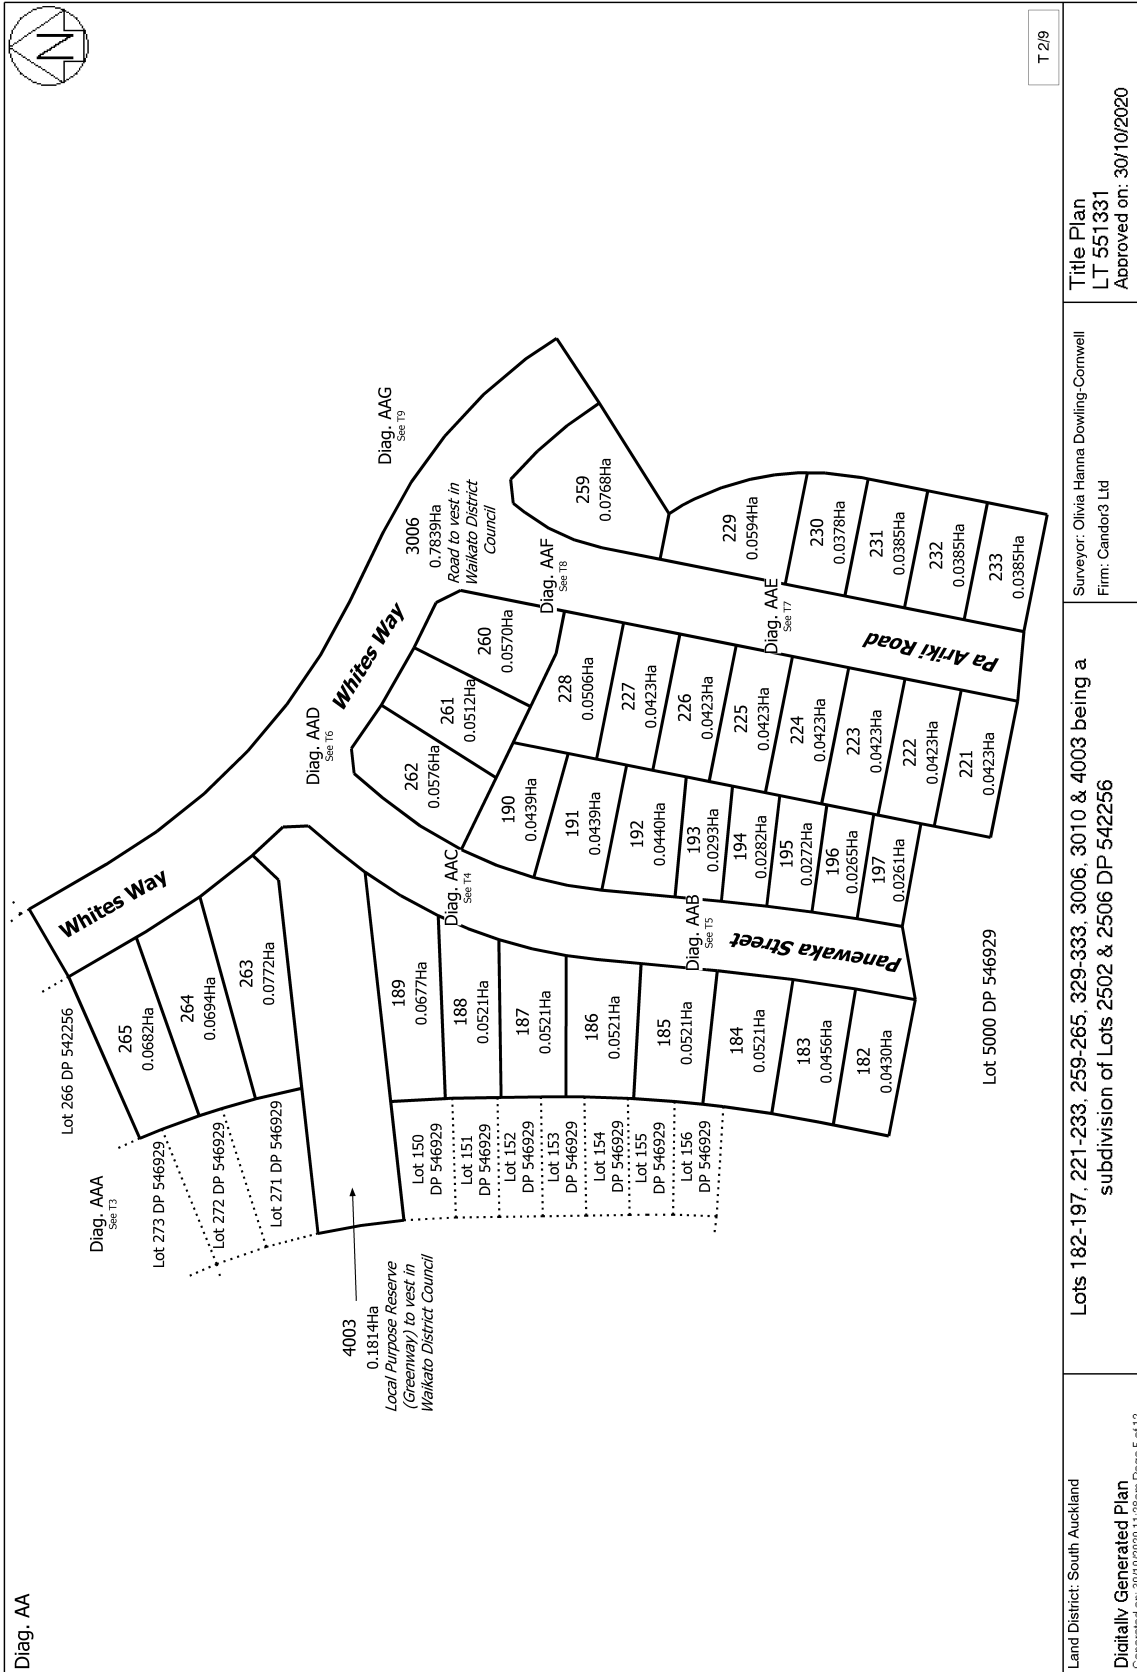 Diag. AA
N
T 2/9
Diag. AAG
See T9
3006
0.7839Ha
Road to vest in
Waikato District
Council
259
0.0768Ha
229
0.0594Ha
230
0.0378Ha
231
0.0385Ha
232
0.0385Ha
233
0.0385Ha
Diag. AAF
See T8
Diag. AAE
See T7
Pa Ariki Road
Whites Way
260
0.0570Ha
261
0.0512Ha
262
0.0576Ha
Diag. AAD
See T6
228
0.0506Ha
227
0.0423Ha
226
0.0423Ha
225
0.0423Ha
224
0.0423Ha
223
0.0423Ha
222
0.0423Ha
221
0.0423Ha
190
0.0439Ha
191
0.0439Ha
192
0.0440Ha
193
0.0293Ha
194
0.0282Ha
195
0.0272Ha
196
0.0265Ha
197
0.0261Ha
Diag. AAC
See T4
Diag. AAB
See T5
Panewaka Street
Whites Way
265
0.0682Ha
264
0.0694Ha
263
0.0772Ha
189
0.0677Ha
188
0.0521Ha
187
0.0521Ha
186
0.0521Ha
185
0.0521Ha
184
0.0521Ha
183
0.0456Ha
182
0.0430Ha
Lot 5000 DP 546929
Lot 266 DP 542256
Diag. AAA
See T3
Lot 273 DP 546929
Lot 272 DP 546929
Lot 271 DP 546929
Lot 150
DP 546929
Lot 151
DP 546929
Lot 152
DP 546929
Lot 153
DP 546929
Lot 154
DP 546929
Lot 155
DP 546929
Lot 156
DP 546929
4003
0.1814Ha
Local Purpose Reserve
(Greenway) to vest in
Waikato District Council
Land District: South Auckland
Digitally Generated Plan
Generated on: 30/10/2020 11:28am Page 5 of 12
Lots 182-197, 221-233, 259-265, 329-333, 3006, 3010 & 4003 being a
subdivision of Lots 2502 & 2506 DP 542256
Surveyor: Olivia Hanna Dowling-Cornwell
Firm: Candor3 Ltd
Title Plan
LT 551331
Approved on: 30/10/2020